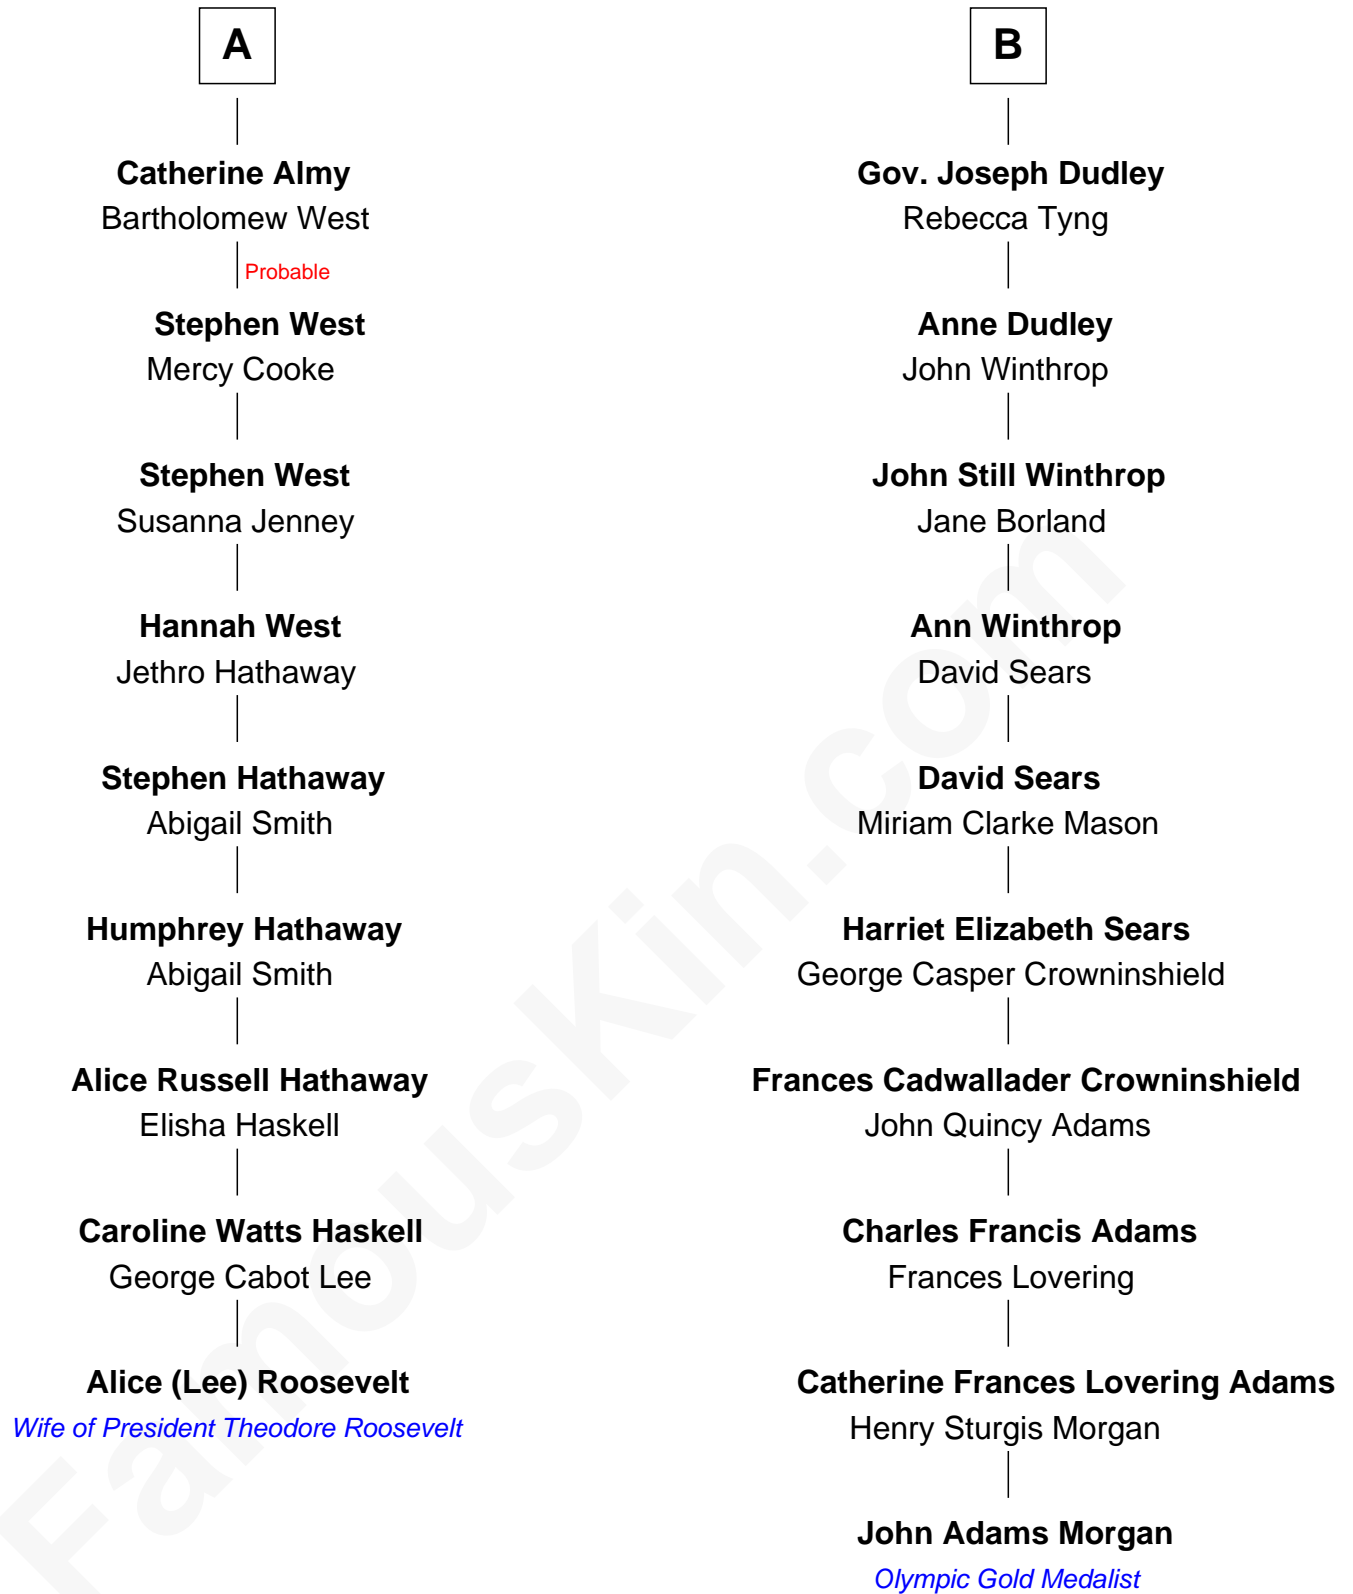 A
Catherine Almy
Bartholomew West
Probable
Stephen West
Mercy Cooke
Stephen West
Susanna Jenney
Hannah West
Jethro Hathaway
Stephen Hathaway
Abigail Smith
Humphrey Hathaway
Abigail Smith
Alice Russell Hathaway
Elisha Haskell
Caroline Watts Haskell
George Cabot Lee
Alice (Lee) Roosevelt
Wife of President Theodore Roosevelt
B
Gov. Joseph Dudley
Rebecca Tyng
Anne Dudley
John Winthrop
John Still Winthrop
Jane Borland
Ann Winthrop
David Sears
David Sears
Miriam Clarke Mason
Harriet Elizabeth Sears
George Casper Crowninshield
Frances Cadwallader Crowninshield
John Quincy Adams
Charles Francis Adams
Frances Lovering
Catherine Frances Lovering Adams
Henry Sturgis Morgan
John Adams Morgan
Olympic Gold Medalist
FamousKin.com